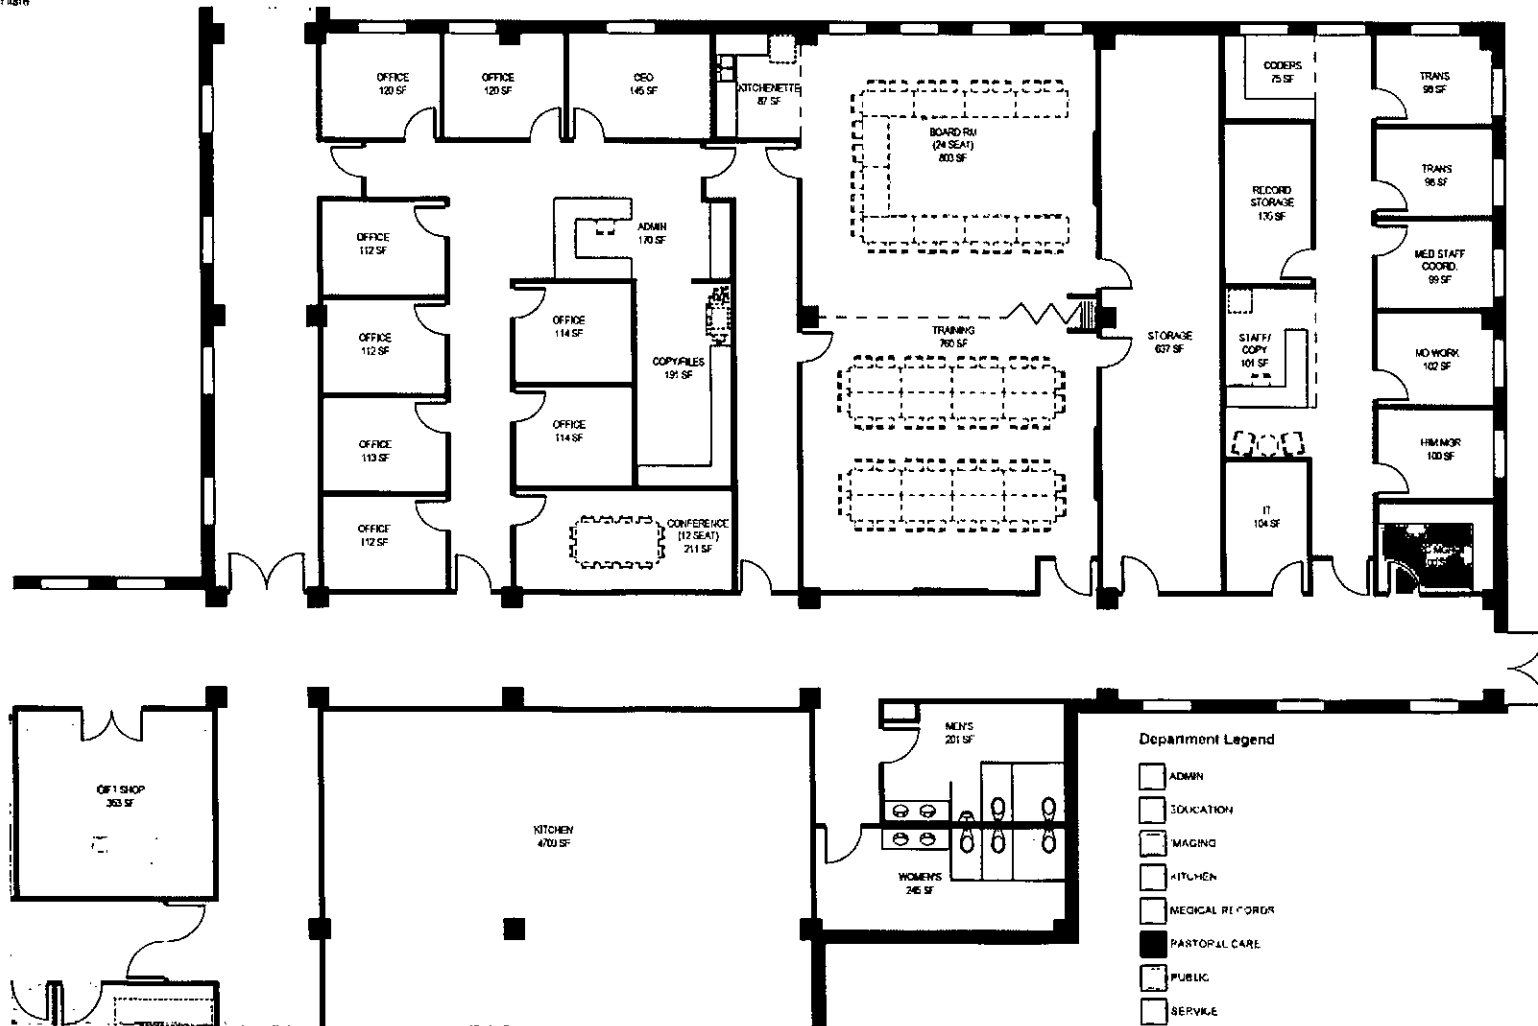 OFFICE
120 SF
OFFICE
120 SF
CEO
145 SF
KITCHENETTE
87 SF
BOARD RM
(24 SEAT)
803 SF
CODERS
75 SF
TRANS
98 SF
TRANS
98 SF
RECORD
STORAGE
OFFICE
112 SF
ADMIN
170 SF
MED STAFF
COORD.
99 SF
OFFICE
114 SF
TRAINING
760 SF
STORAGE
637 SF
STAFF/
COPY
101 SF
OFFICE
112 SF
COPY/FILES
191 SF
MD WORK
102 SF
OFFICE
114 SF
OFFICE
113 SF
HIM MGR
100 SF
OFFICE
112 SF
CONFERENCE
(12 SEAT)
211 SF
IT
104 SF
MEN'S
201 SF
GIFT SHOP
363 SF
KITCHEN
4700 SF
WOMEN'S
245 SF
Department Legend
ADMIN
EDUCATION
IMAGING
KITCHEN
MEDICAL RECORDS
PASTORAL CARE
PUBLIC
SERVICE